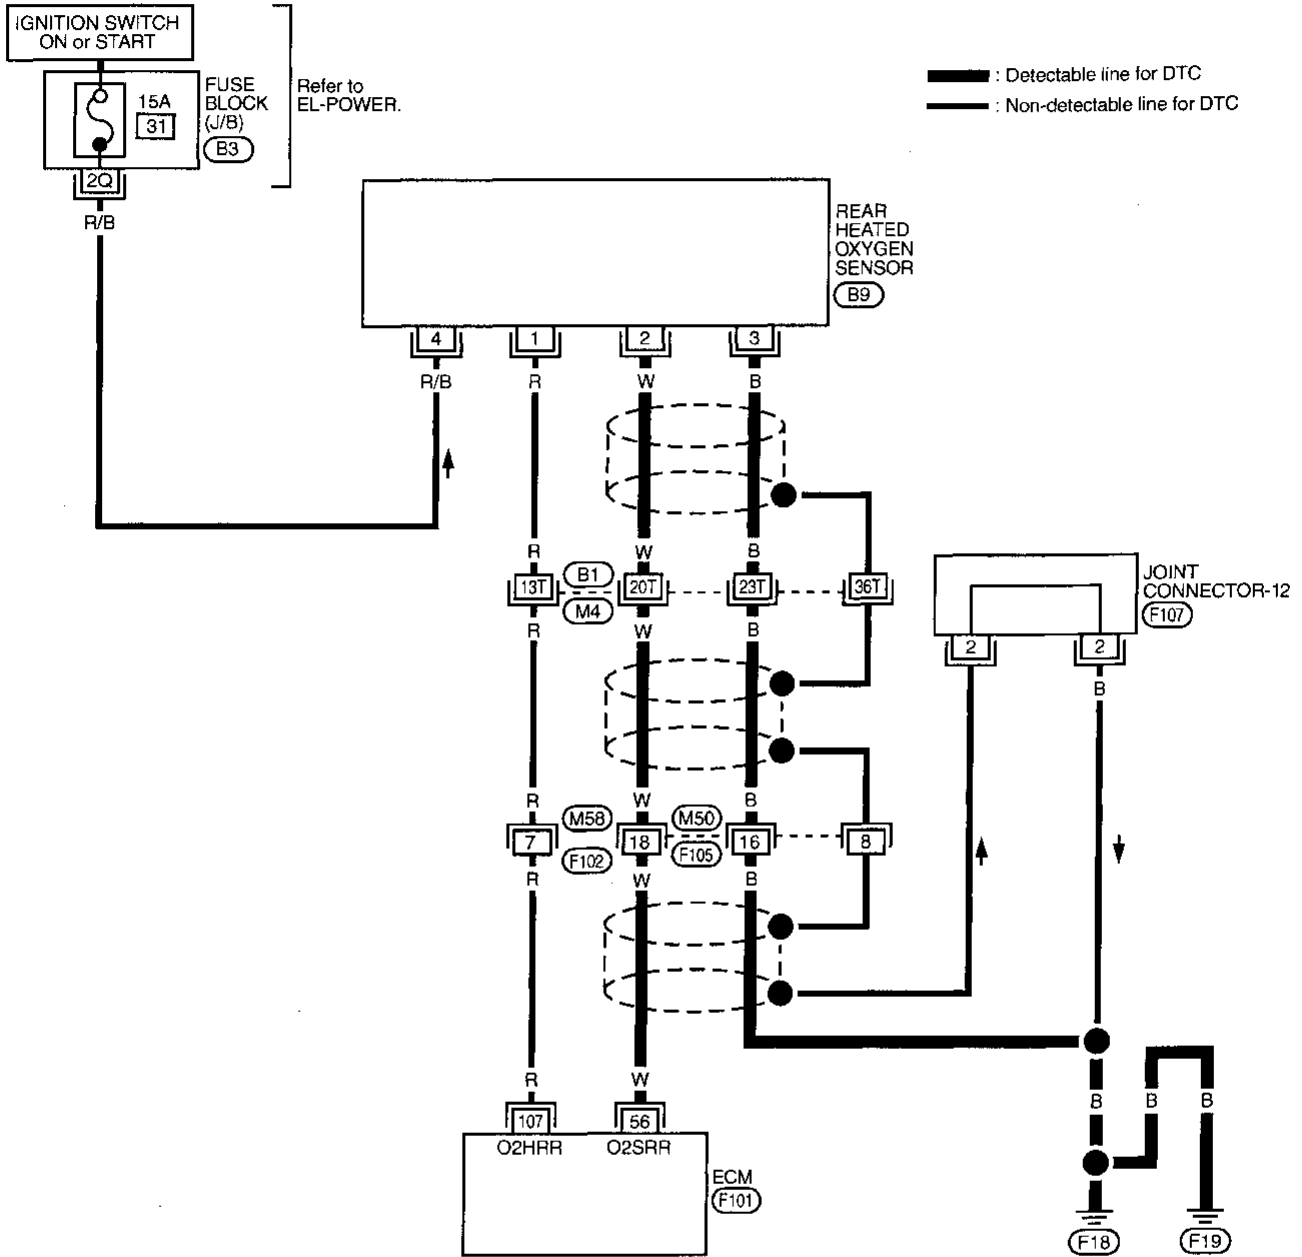 IGNITION SWITCH
ON or START
FUSE
BLOCK
(J/B)
B3
15A
31
2Q
R/B
Refer to
EL-POWER.
: Detectable line for DTC
: Non-detectable line for DTC
REAR
HEATED
OXYGEN
SENSOR
B9
4 1 2 3
R/B R W B
R W B
13T B1 20T 23T 36T
M4
R W B
JOINT
CONNECTOR-12
F107
2 2
B
R W B
M58 M50
7 18 16 8
F102 F105
R W B
R W
B B B
107 56
O2HRR O2SRR
ECM
F101
F18 F19